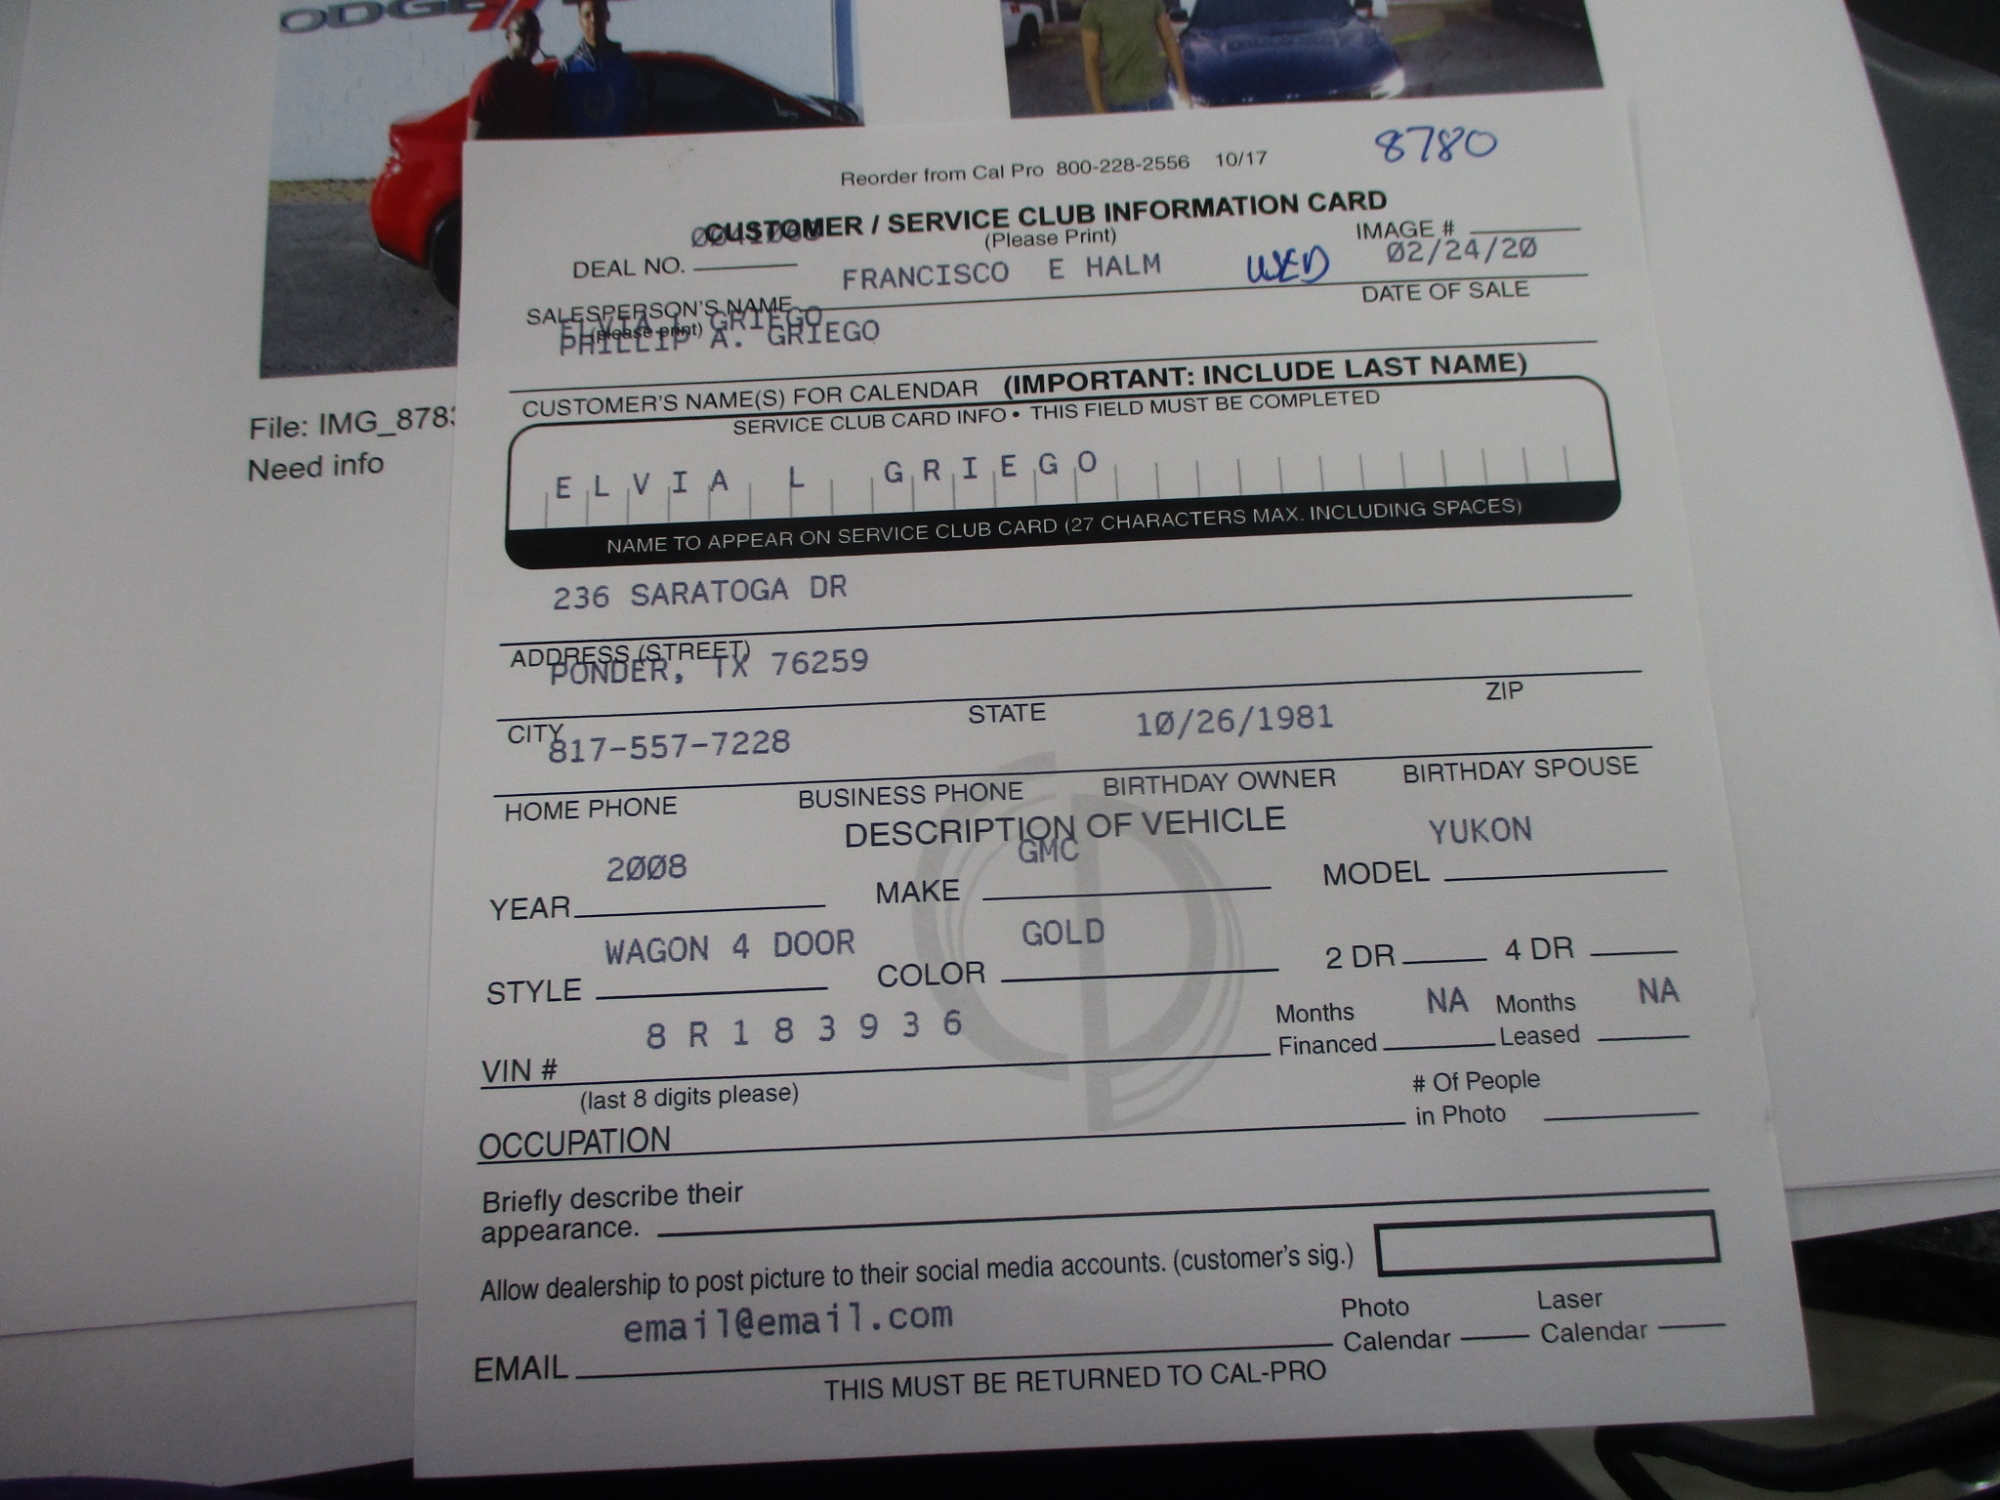 ODGE
File: IMG_878
Need info
8780
Reorder from Cal Pro 800-228-2556 10/17
CUSTOMER / SERVICE CLUB INFORMATION CARD
(Please Print)
IMAGE #
DEAL NO.
FRANCISCO E HALM WED 02/24/20
SALESPERSON'S NAME DATE OF SALE
(please print)
ELVIA L GRIEGO
PHILLIP A. GRIEGO
CUSTOMER'S NAME(S) FOR CALENDAR (IMPORTANT: INCLUDE LAST NAME)
SERVICE CLUB CARD INFO • THIS FIELD MUST BE COMPLETED
ELVIA L GRIEGO
NAME TO APPEAR ON SERVICE CLUB CARD (27 CHARACTERS MAX. INCLUDING SPACES)
236 SARATOGA DR
ADDRESS (STREET)
PONDER, TX 76259
CITY STATE ZIP
817-557-7228 10/26/1981
HOME PHONE BUSINESS PHONE BIRTHDAY OWNER BIRTHDAY SPOUSE
DESCRIPTION OF VEHICLE
2008 GMC YUKON
YEAR MAKE MODEL
WAGON 4 DOOR GOLD
STYLE COLOR 2 DR 4 DR
8R183936
VIN #
(last 8 digits please)
Months Financed NA Months Leased NA
OCCUPATION
# Of People
in Photo
Briefly describe their
appearance.
Allow dealership to post picture to their social media accounts. (customer's sig.)
email@email.com
EMAIL
Photo Calendar Laser Calendar
THIS MUST BE RETURNED TO CAL-PRO